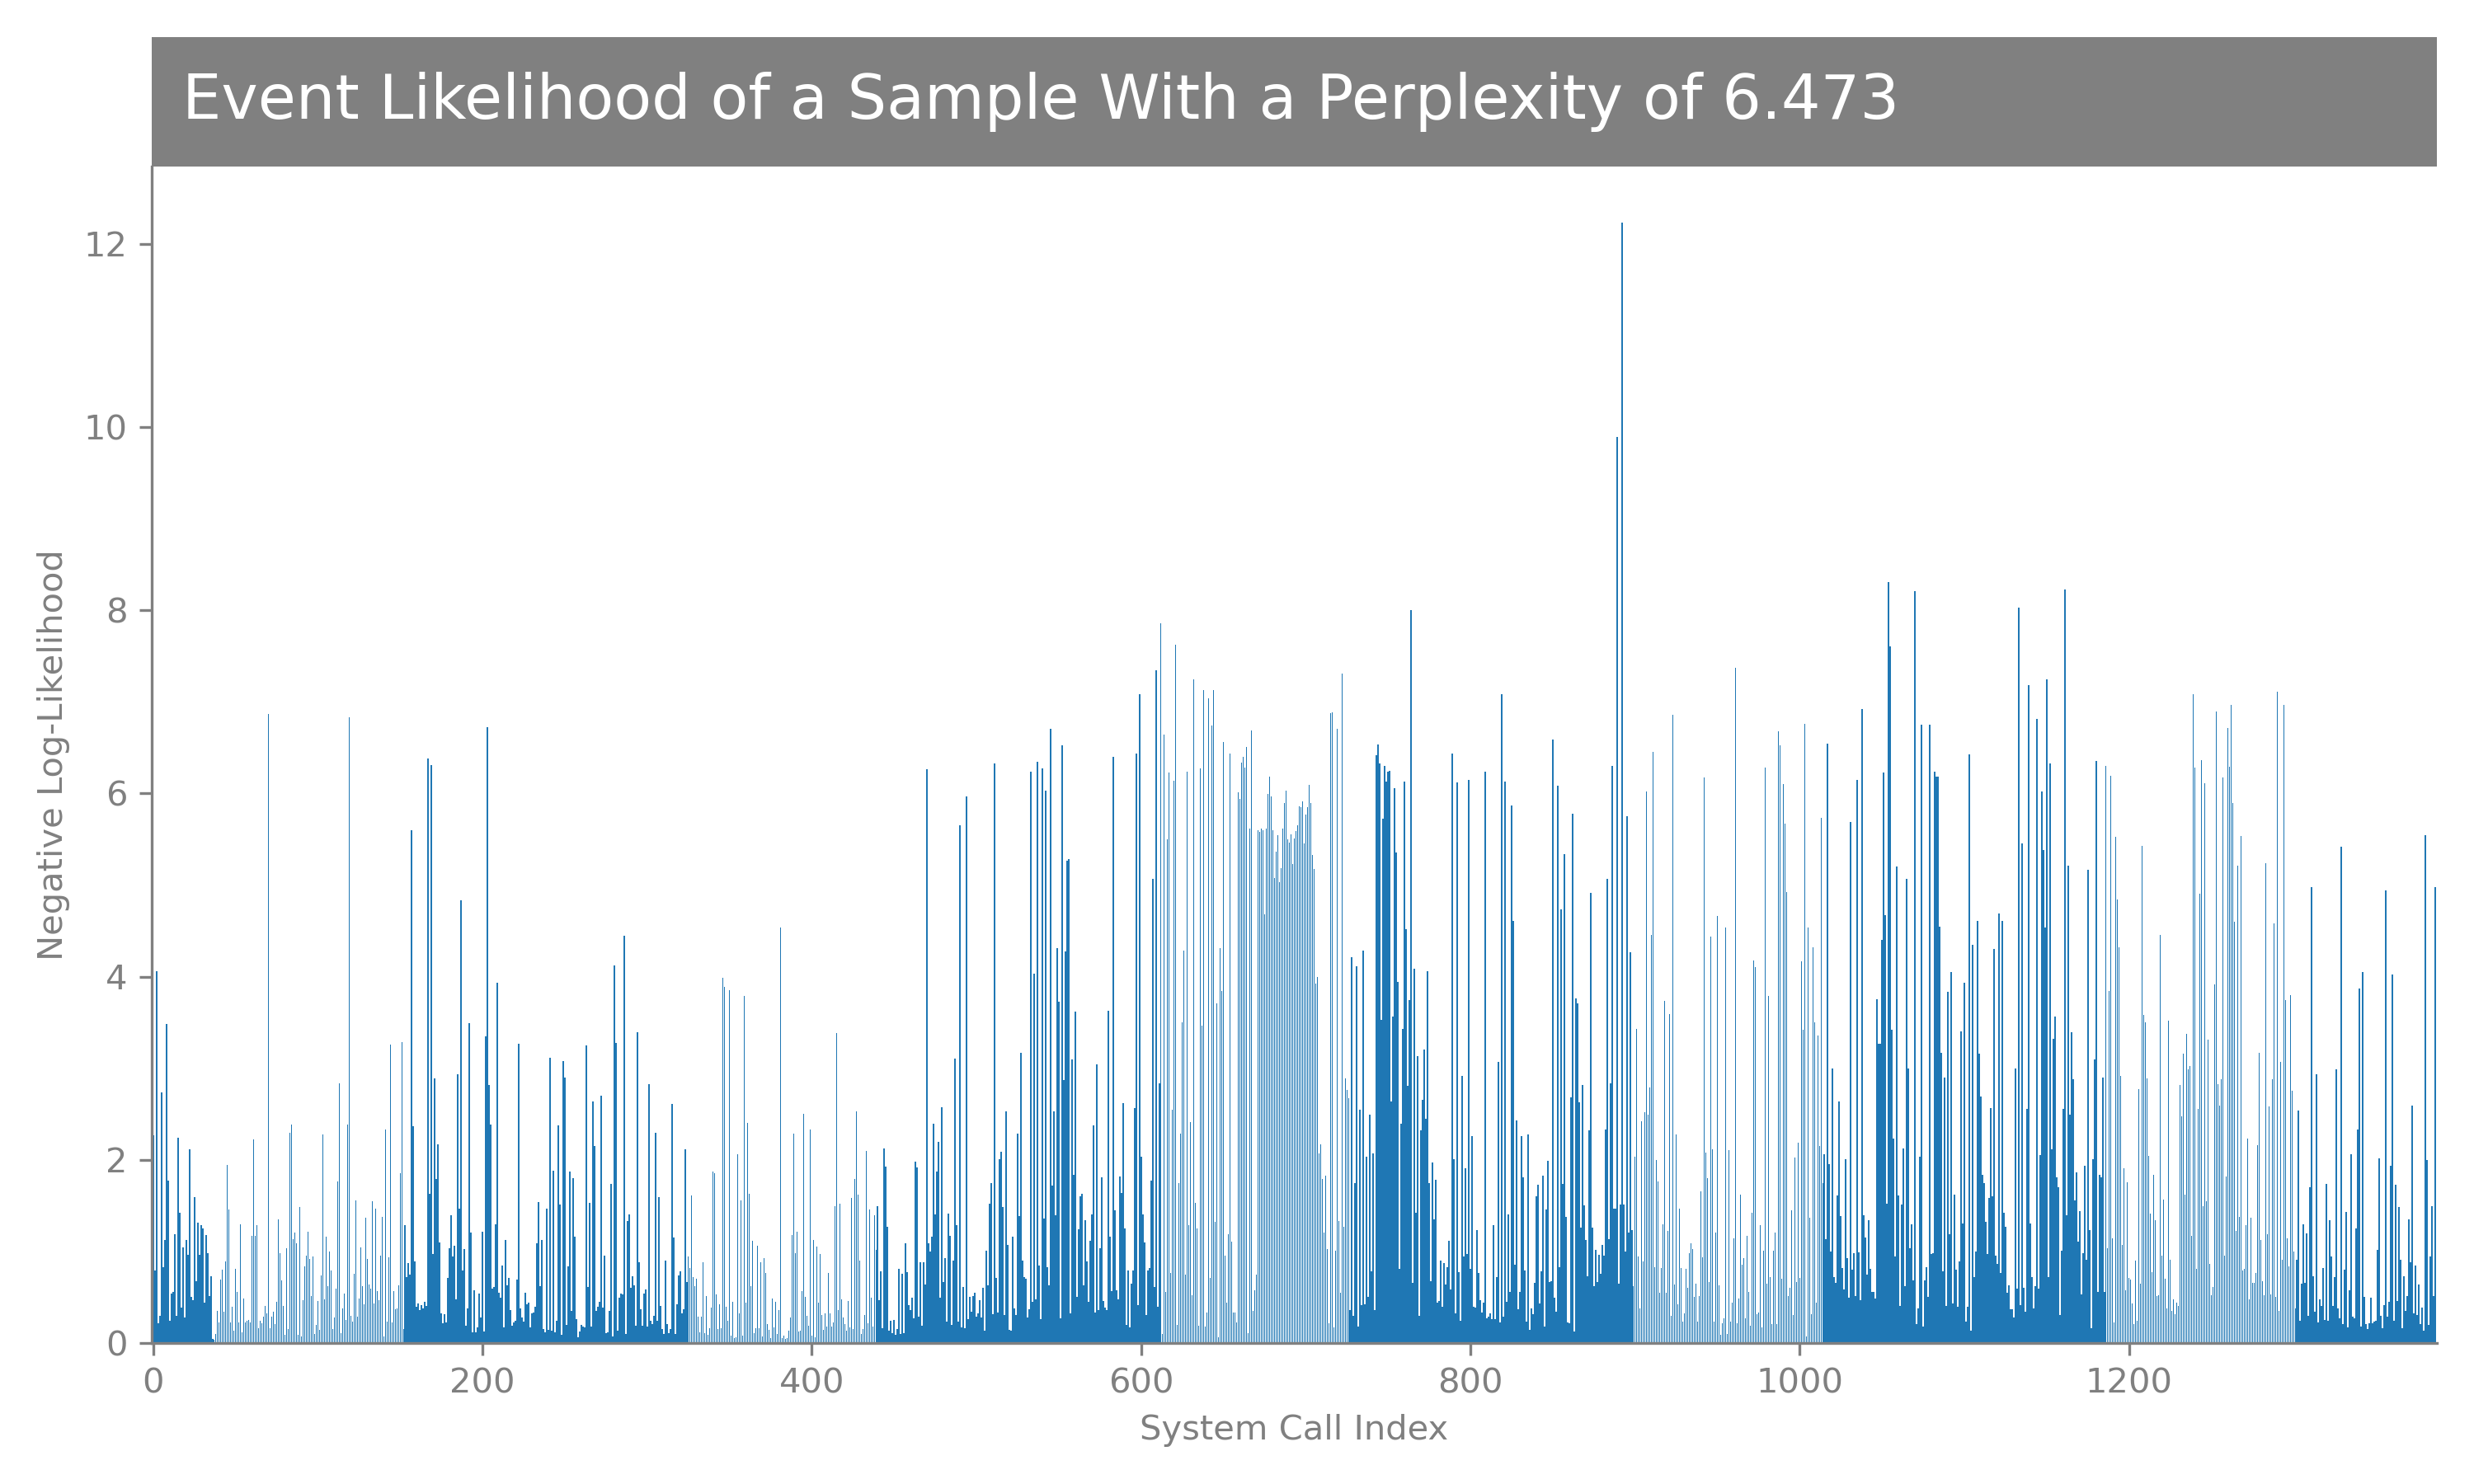 Event Likelihood of a Sample With a Perplexity of 6.473
12
10
8
6
4
2
0
Negative Log-Likelihood
0 200 400 600 800 1000 1200
System Call Index